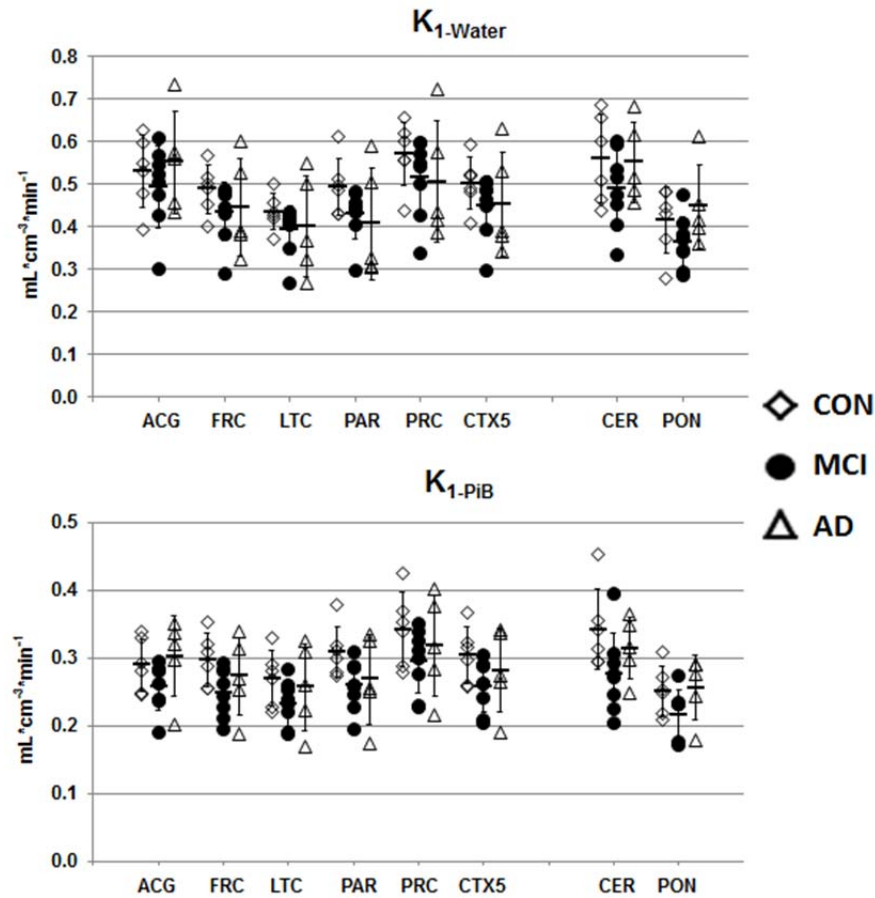 K1-Water
0.8
0.7
0.6
0.5
0.4
0.3
0.2
0.1
0.0
mL*cm-3*min-1
ACG FRC LTC PAR PRC CTX5 CER PON
CON
MCI
AD
K1-PiB
0.5
0.4
0.3
0.2
0.1
0.0
mL*cm-3*min-1
ACG FRC LTC PAR PRC CTX5 CER PON